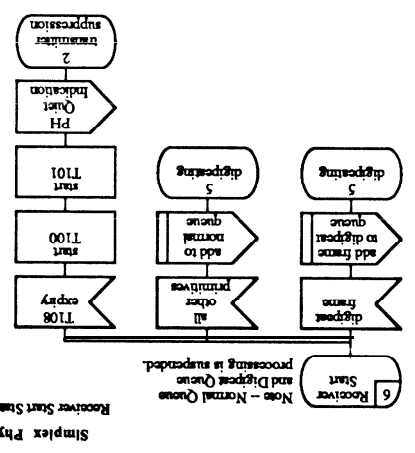 Simplex Phy
Receiver Start Stat
6
Receiver
Start
Note -- Normal Queue
and Digipeat Queue
processing is suspended.
digipeat
frame
add frame
to digipeat
queue
5
digipeating
all
other
primitives
add to
normal
queue
5
digipeating
T108
expiry
start
T100
start
T101
PH
Quiet
Indication
2
transmitter
suppression